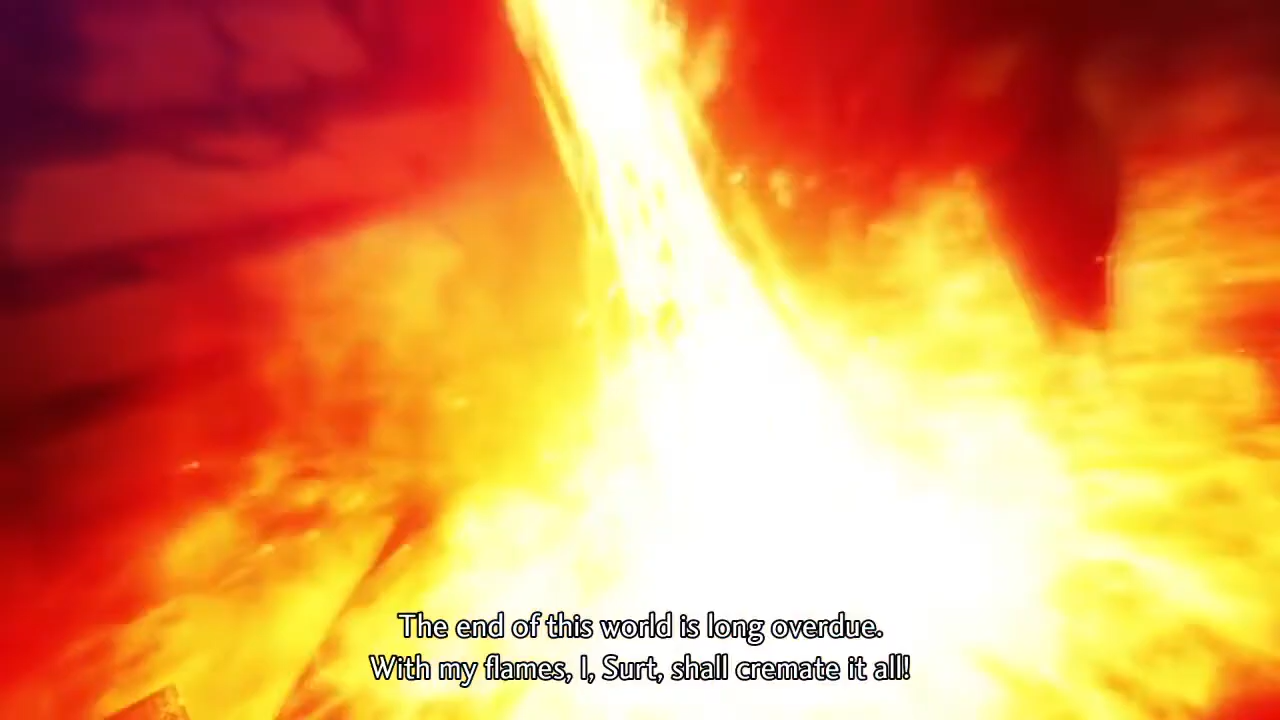 The end of this world is long overdue.
With my flames, I, Surt, shall cremate it all!